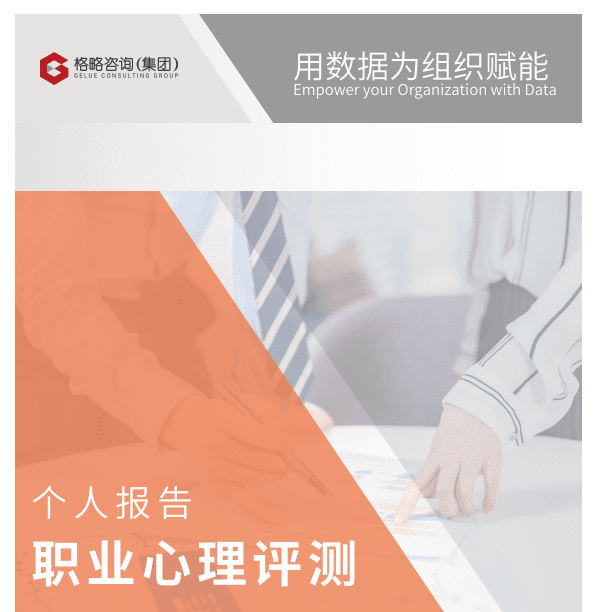 格略咨询(集团)
GELUE CONSULTING GROUP
用数据为组织赋能
Empower your Organization with Data
个人报告
职业心理评测